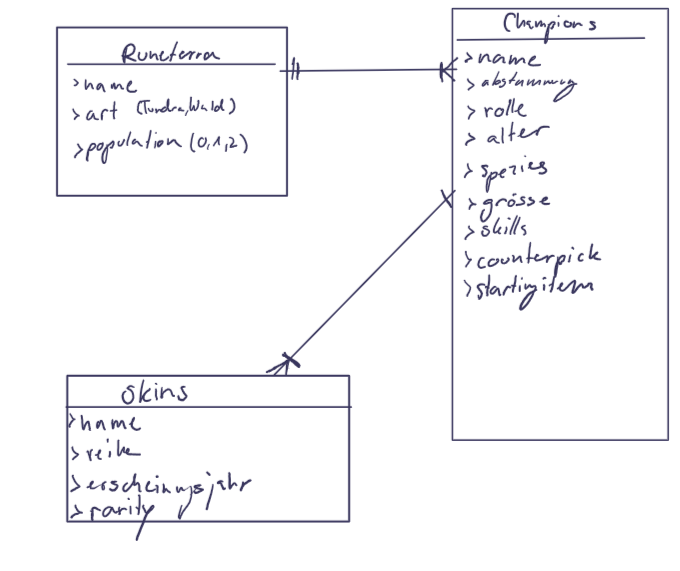 Runeterra
>name
>art (Tundra, Wald)
>population (0,1,2)
Champions
>name
>abstammung
>rolle
>alter
>spezies
>grösse
>skills
>counterpick
>startingitem
Skins
>name
>reihe
>erscheinungsjahr
>rarity